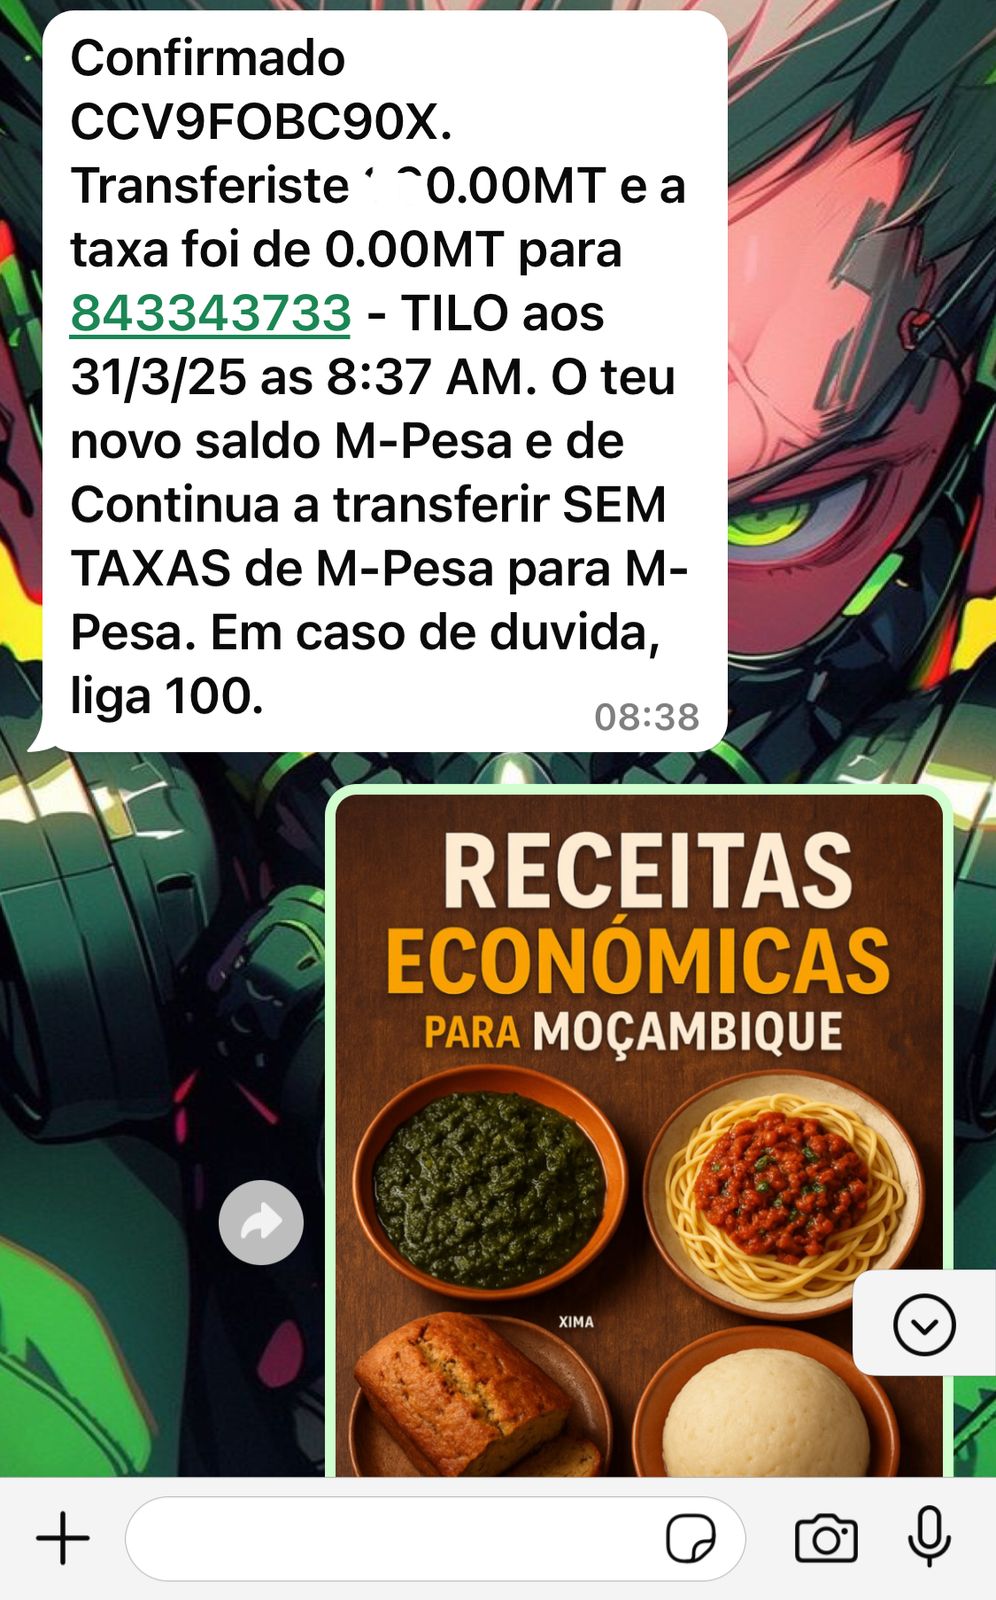 Confirmado
CCV9FOBC90X.
Transferiste 0.00MT e a
taxa foi de 0.00MT para
843343733 - TILO aos
31/3/25 as 8:37 AM. O teu
novo saldo M-Pesa e de
Continua a transferir SEM
TAXAS de M-Pesa para M-
Pesa. Em caso de duvida,
liga 100.
08:38
RECEITAS
ECONÓMICAS
PARA MOÇAMBIQUE
XIMA